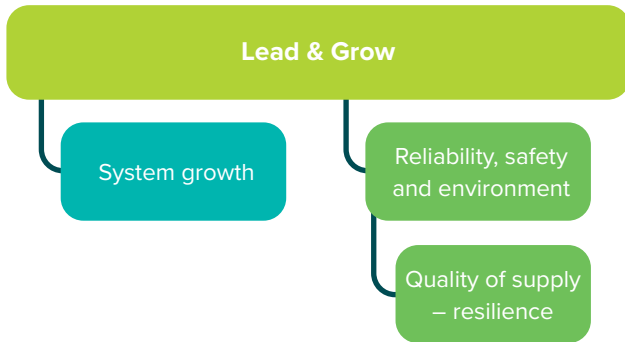 Lead & Grow
System growth
Reliability, safety
and environment
Quality of supply
– resilience